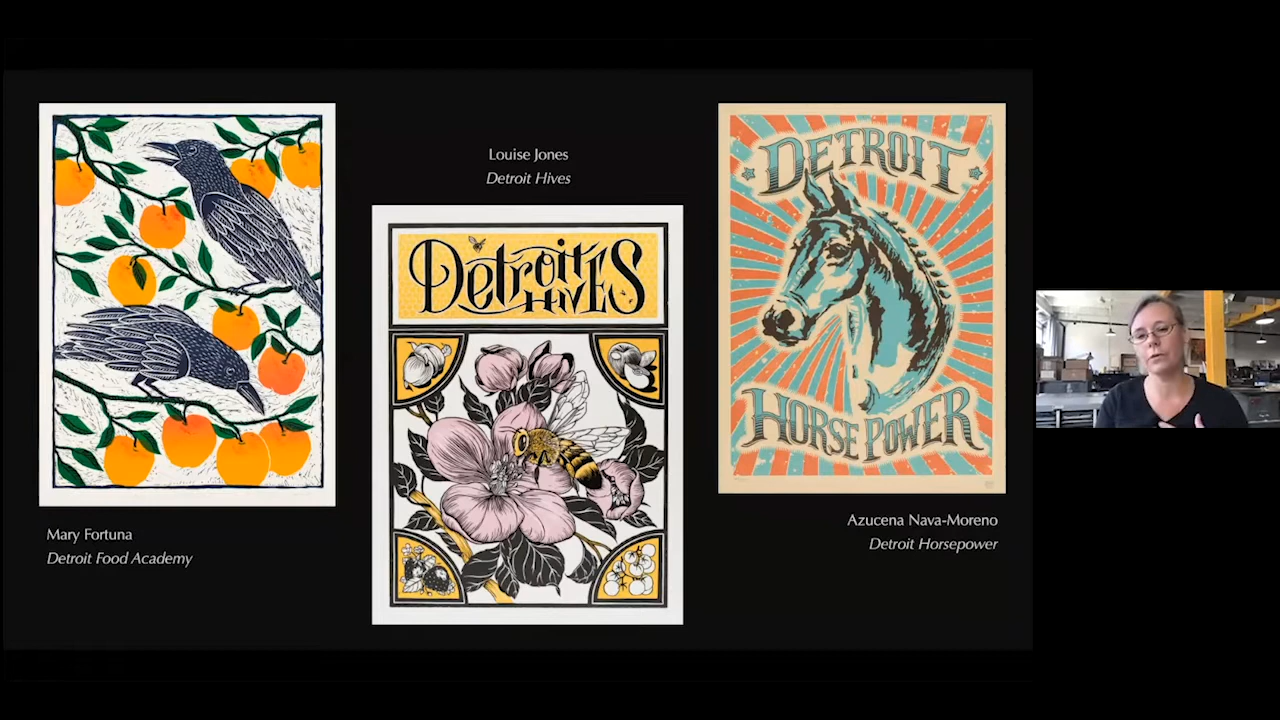 Louise Jones
Detroit Hives
Detroit
HIVES
DETROIT
HORSE POWER
Mary Fortuna
Detroit Food Academy
Azucena Nava-Moreno
Detroit Horsepower